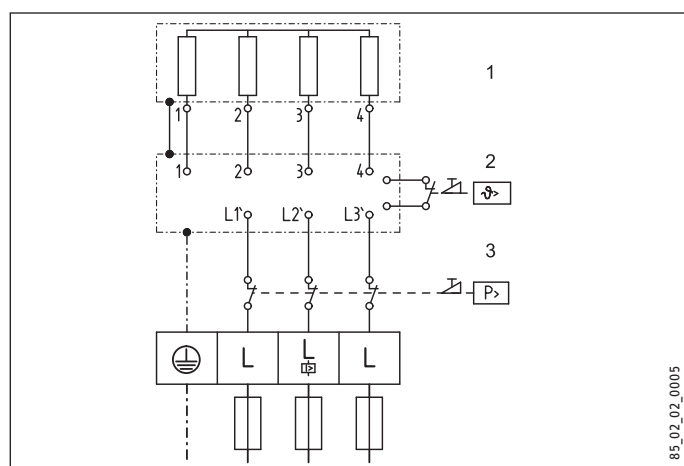 1
1 2 3 4
1 2 3 4
2
ϑ>
L1` L2` L3`
3
P>
L L L
I>
85_02_02_0005